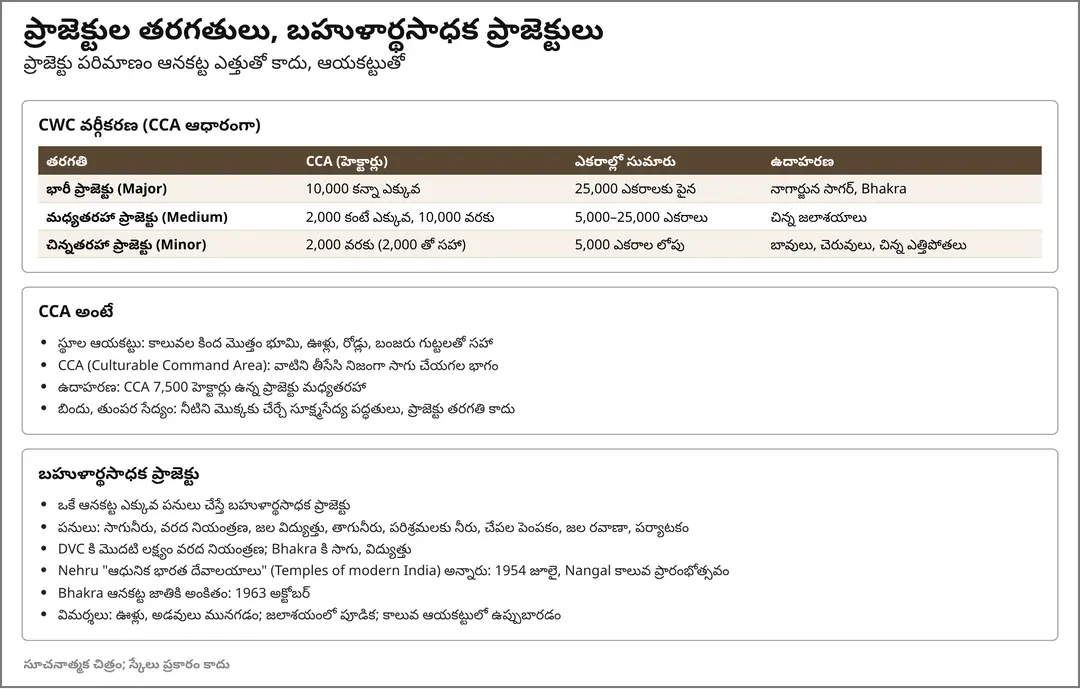 ప్రాజెక్టుల తరగతులు, బహుళార్థసాధక ప్రాజెక్టులు
ప్రాజెక్టు పరిమాణం ఆనకట్ట ఎత్తుతో కాదు, ఆయకట్టుతో
CWC వర్గీకరణ (CCA ఆధారంగా)
తరగతి CCA (హెక్టార్లు) ఎకరాల్లో సుమారు ఉదాహరణ
భారీ ప్రాజెక్టు (Major) 10,000 కన్నా ఎక్కువ 25,000 ఎకరాలకు పైన నాగార్జున సాగర్, Bhakra
మధ్యతరహా ప్రాజెక్టు (Medium) 2,000 కంటే ఎక్కువ, 10,000 వరకు 5,000–25,000 ఎకరాలు చిన్న జలాశయాలు
చిన్నతరహా ప్రాజెక్టు (Minor) 2,000 వరకు (2,000 తో సహా) 5,000 ఎకరాల లోపు బావులు, చెరువులు, చిన్న ఎత్తిపోతలు
CCA అంటే
• స్థూల ఆయకట్టు: కాలువల కింద మొత్తం భూమి, ఊళ్లు, రోడ్లు, బంజరు గుట్టలతో సహా
• CCA (Culturable Command Area): వాటిని తీసేసి నిజంగా సాగు చేయగల భాగం
• ఉదాహరణ: CCA 7,500 హెక్టార్లు ఉన్న ప్రాజెక్టు మధ్యతరహా
• బిందు, తుంపర సేద్యం: నీటిని మొక్కకు చేర్చే సూక్ష్మసేద్య పద్ధతులు, ప్రాజెక్టు తరగతి కాదు
బహుళార్థసాధక ప్రాజెక్టు
• ఒకే ఆనకట్ట ఎక్కువ పనులు చేస్తే బహుళార్థసాధక ప్రాజెక్టు
• పనులు: సాగునీరు, వరద నియంత్రణ, జల విద్యుత్తు, తాగునీరు, పరిశ్రమలకు నీరు, చేపల పెంపకం, జల రవాణా, పర్యాటకం
• DVC కి మొదటి లక్ష్యం వరద నియంత్రణ; Bhakra కి సాగు, విద్యుత్తు
• Nehru "ఆధునిక భారత దేవాలయాలు" (Temples of modern India) అన్నారు: 1954 జూలై, Nangal కాలువ ప్రారంభోత్సవం
• Bhakra ఆనకట్ట జాతికి అంకితం: 1963 అక్టోబర్
• విమర్శలు: ఊళ్లు, అడవులు మునగడం; జలాశయంలో పూడిక; కాలువ ఆయకట్టులో ఉప్పుబారడం
సూచనాత్మక చిత్రం; స్కేలు ప్రకారం కాదు